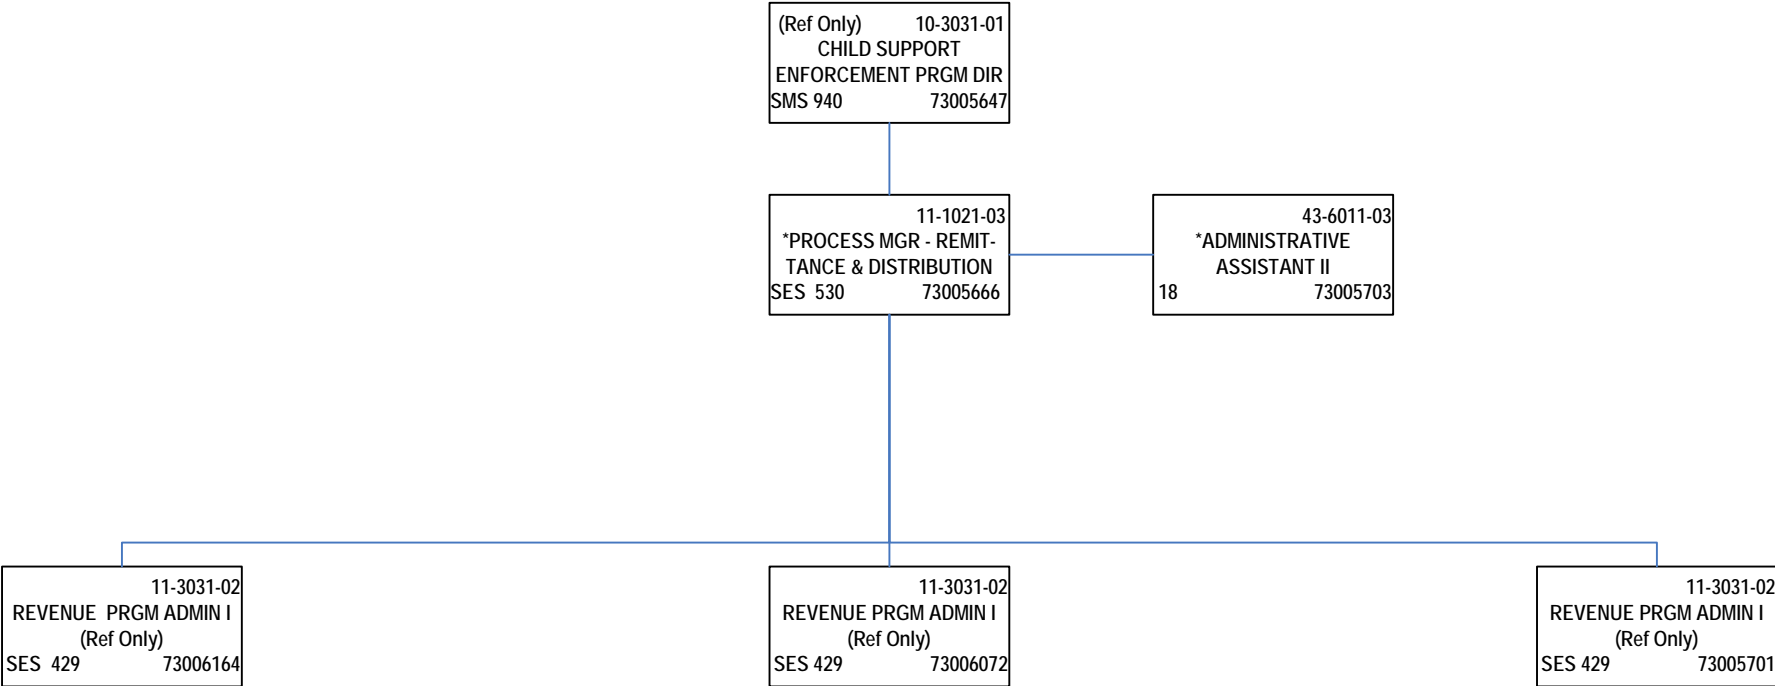 (Ref Only) 10-3031-01
CHILD SUPPORT
ENFORCEMENT PRGM DIR
SMS 940 73005647
11-1021-03
*PROCESS MGR - REMIT-
TANCE & DISTRIBUTION
SES 530 73005666
43-6011-03
*ADMINISTRATIVE
ASSISTANT II
18 73005703
11-3031-02
REVENUE PRGM ADMIN I
(Ref Only)
SES 429 73006164
11-3031-02
REVENUE PRGM ADMIN I
(Ref Only)
SES 429 73006072
11-3031-02
REVENUE PRGM ADMIN I
(Ref Only)
SES 429 73005701